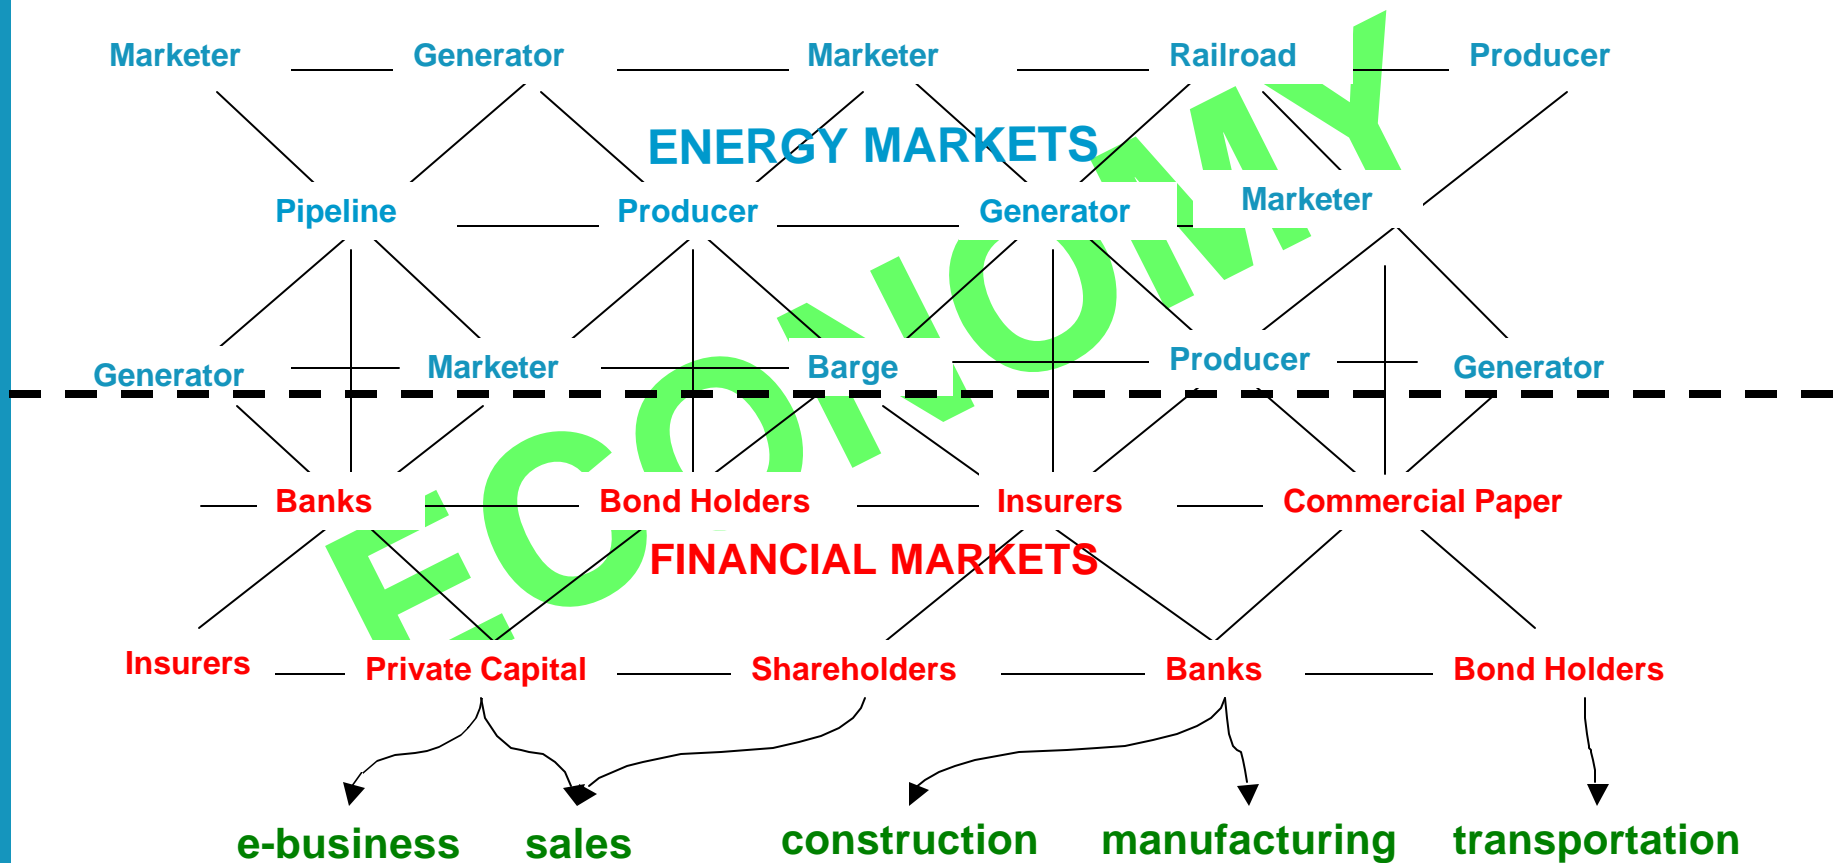 Marketer Generator Marketer Railroad Producer
ENERGY MARKETS
Pipeline Producer Generator Marketer
Generator Marketer Barge Producer Generator
ECONOMY
Banks Bond Holders Insurers Commercial Paper
FINANCIAL MARKETS
Insurers Private Capital Shareholders Banks Bond Holders
e-business sales construction manufacturing transportation